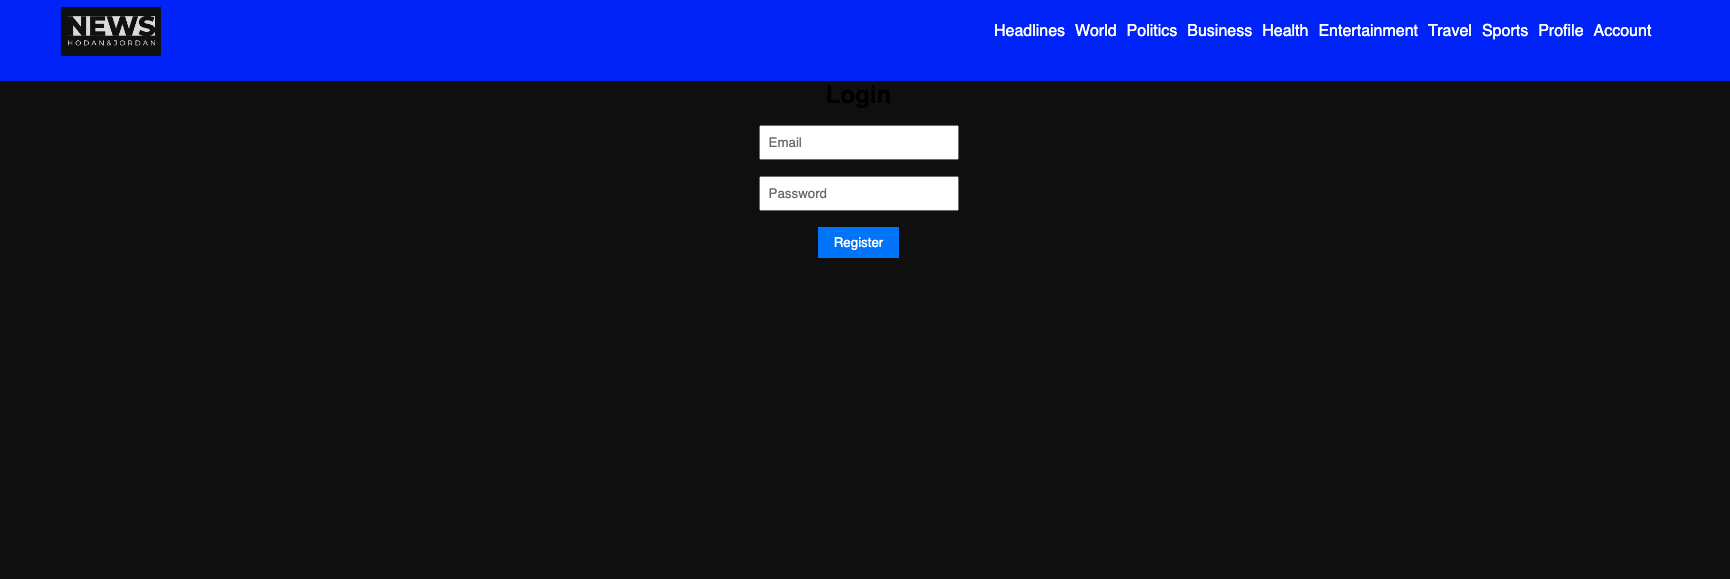 NEWS
HODAN&JORDAN
Headlines World Politics Business Health Entertainment Travel Sports Profile Account
Login
Email
Password
Register